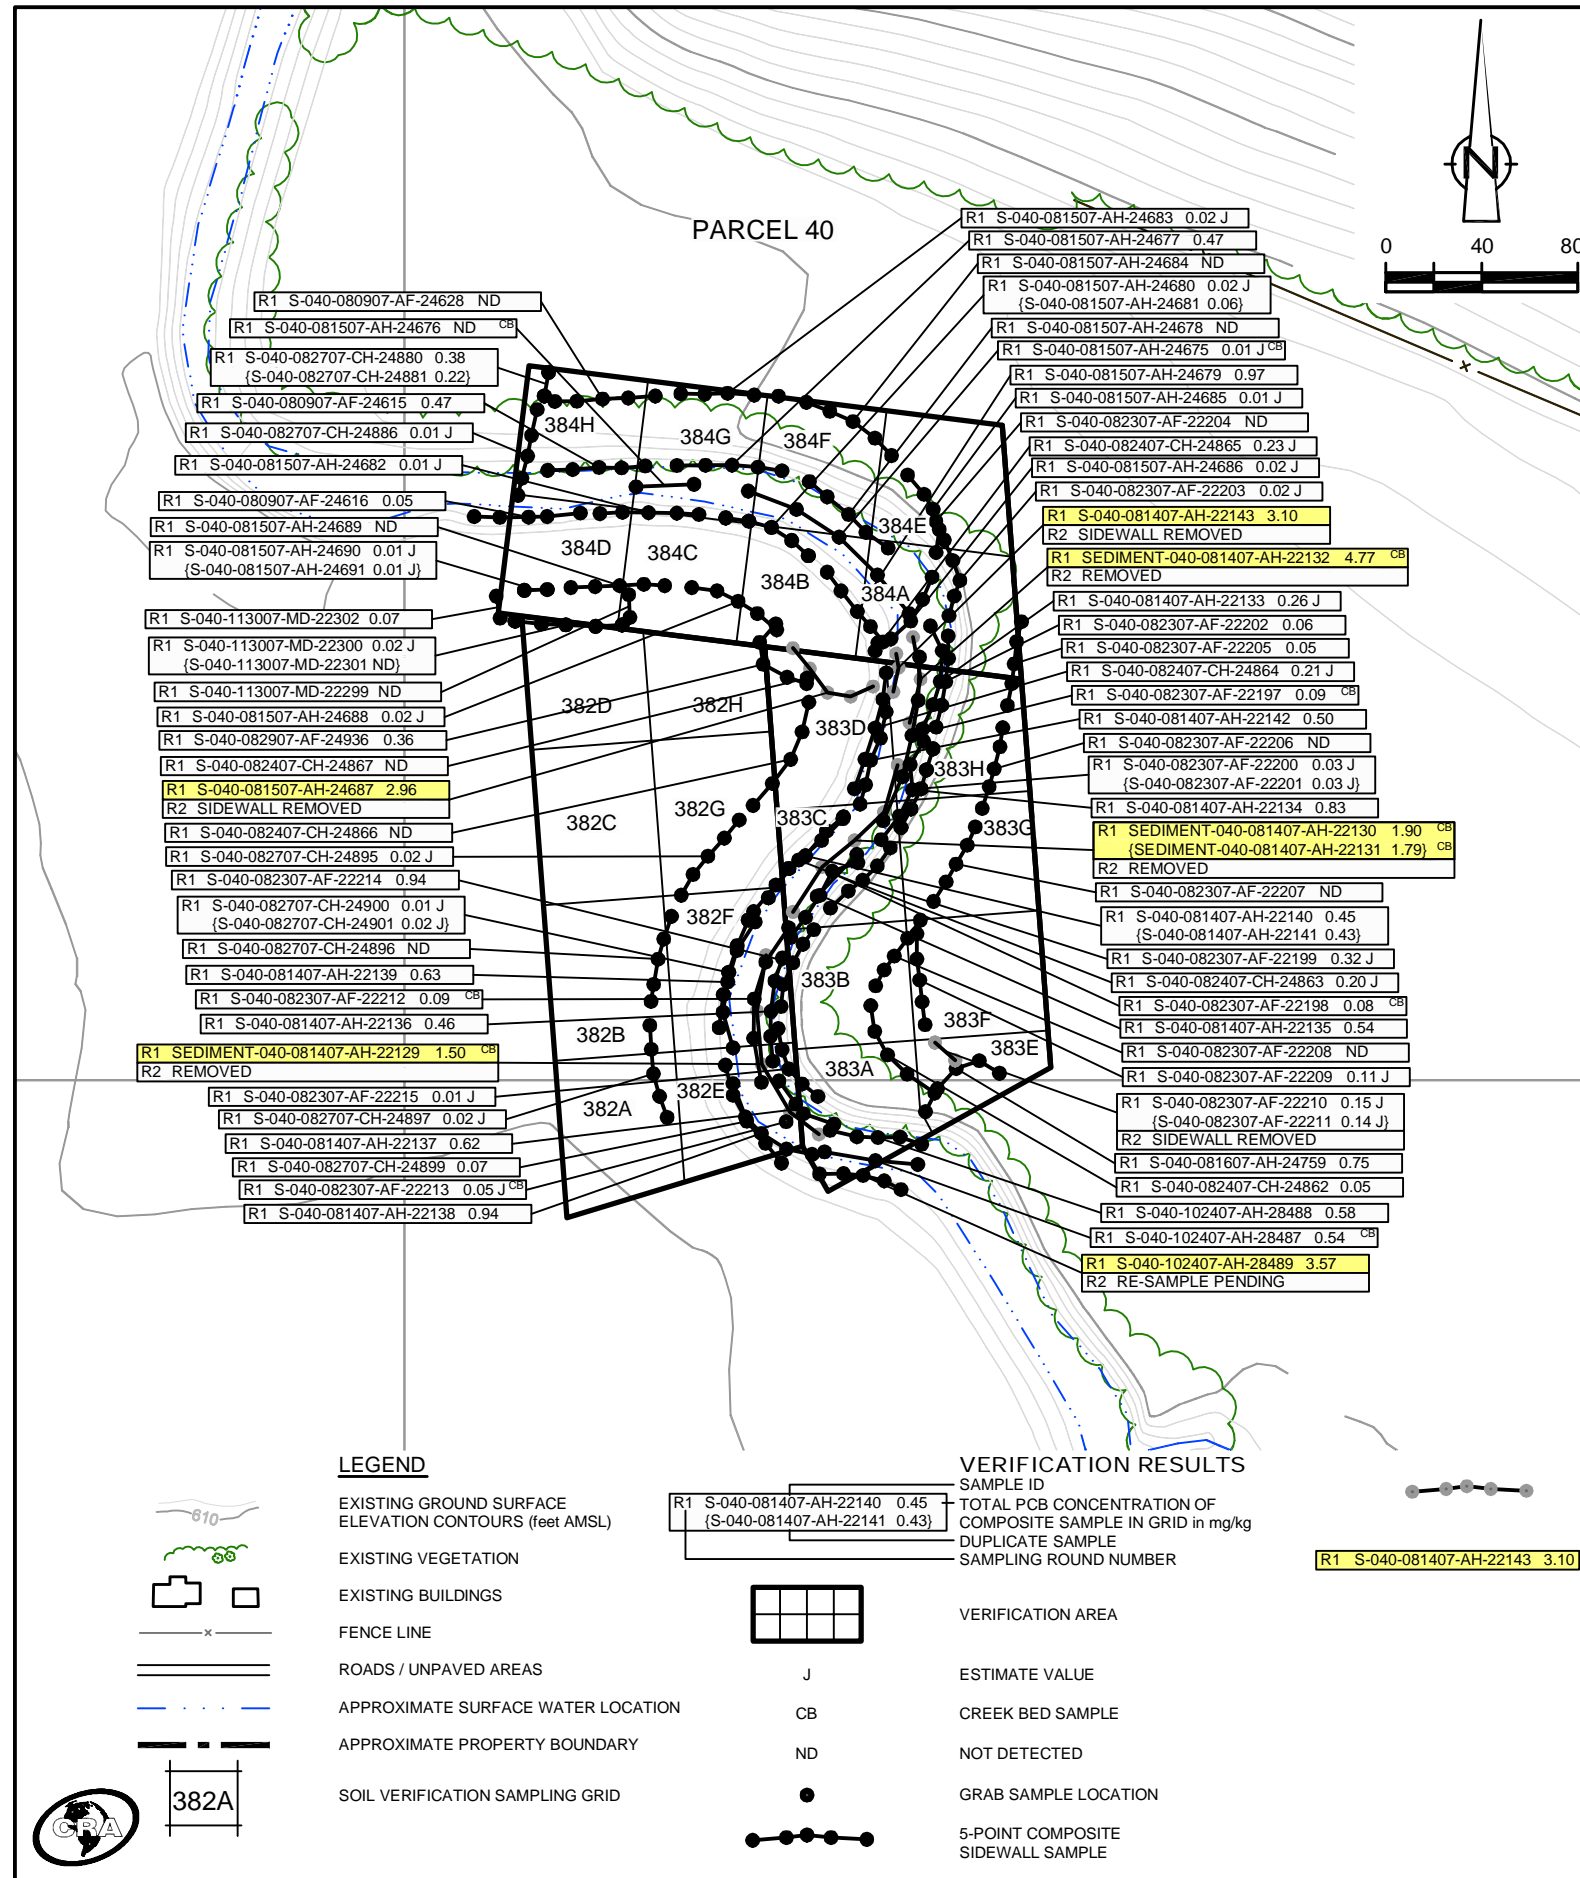 PARCEL 40
N
0 40 80
R1 S-040-080907-AF-24628 ND
R1 S-040-081507-AH-24676 ND CB
R1 S-040-082707-CH-24880 0.38
{S-040-082707-CH-24881 0.22}
R1 S-040-080907-AF-24615 0.47
R1 S-040-082707-CH-24886 0.01 J
R1 S-040-081507-AH-24682 0.01 J
R1 S-040-080907-AF-24616 0.05
R1 S-040-081507-AH-24689 ND
R1 S-040-081507-AH-24690 0.01 J
{S-040-081507-AH-24691 0.01 J}
R1 S-040-113007-MD-22302 0.07
R1 S-040-113007-MD-22300 0.02 J
{S-040-113007-MD-22301 ND}
R1 S-040-113007-MD-22299 ND
R1 S-040-081507-AH-24688 0.02 J
R1 S-040-082907-AF-24936 0.36
R1 S-040-082407-CH-24867 ND
R1 S-040-081507-AH-24687 2.96
R2 SIDEWALL REMOVED
R1 S-040-082407-CH-24866 ND
R1 S-040-082707-CH-24895 0.02 J
R1 S-040-082307-AF-22214 0.94
R1 S-040-082707-CH-24900 0.01 J
{S-040-082707-CH-24901 0.02 J}
R1 S-040-082707-CH-24896 ND
R1 S-040-081407-AH-22139 0.63
R1 S-040-082307-AF-22212 0.09 CB
R1 S-040-081407-AH-22136 0.46
R1 SEDIMENT-040-081407-AH-22129 1.50 CB
R2 REMOVED
R1 S-040-082307-AF-22215 0.01 J
R1 S-040-082707-CH-24897 0.02 J
R1 S-040-081407-AH-22137 0.62
R1 S-040-082707-CH-24899 0.07
R1 S-040-082307-AF-22213 0.05 J CB
R1 S-040-081407-AH-22138 0.94
R1 S-040-081507-AH-24683 0.02 J
R1 S-040-081507-AH-24677 0.47
R1 S-040-081507-AH-24684 ND
R1 S-040-081507-AH-24680 0.02 J
{S-040-081507-AH-24681 0.06}
R1 S-040-081507-AH-24678 ND
R1 S-040-081507-AH-24675 0.01 J CB
R1 S-040-081507-AH-24679 0.97
R1 S-040-081507-AH-24685 0.01 J
R1 S-040-082307-AF-22204 ND
R1 S-040-082407-CH-24865 0.23 J
R1 S-040-081507-AH-24686 0.02 J
R1 S-040-082307-AF-22203 0.02 J
R1 S-040-081407-AH-22143 3.10
R2 SIDEWALL REMOVED
R1 SEDIMENT-040-081407-AH-22132 4.77 CB
R2 REMOVED
R1 S-040-081407-AH-22133 0.26 J
R1 S-040-082307-AF-22202 0.06
R1 S-040-082307-AF-22205 0.05
R1 S-040-082407-CH-24864 0.21 J
R1 S-040-082307-AF-22197 0.09 CB
R1 S-040-081407-AH-22142 0.50
R1 S-040-082307-AF-22206 ND
R1 S-040-082307-AF-22200 0.03 J
{S-040-082307-AF-22201 0.03 J}
R1 S-040-081407-AH-22134 0.83
R1 SEDIMENT-040-081407-AH-22130 1.90 CB
{SEDIMENT-040-081407-AH-22131 1.79} CB
R2 REMOVED
R1 S-040-082307-AF-22207 ND
R1 S-040-081407-AH-22140 0.45
{S-040-081407-AH-22141 0.43}
R1 S-040-082307-AF-22199 0.32 J
R1 S-040-082407-CH-24863 0.20 J
R1 S-040-082307-AF-22198 0.08 CB
R1 S-040-081407-AH-22135 0.54
R1 S-040-082307-AF-22208 ND
R1 S-040-082307-AF-22209 0.11 J
R1 S-040-082307-AF-22210 0.15 J
{S-040-082307-AF-22211 0.14 J}
R2 SIDEWALL REMOVED
R1 S-040-081607-AH-24759 0.75
R1 S-040-082407-CH-24862 0.05
R1 S-040-102407-AH-28488 0.58
R1 S-040-102407-AH-28487 0.54 CB
R1 S-040-102407-AH-28489 3.57
R2 RE-SAMPLE PENDING
384H
384G
384F
384E
384D
384C
384B
384A
382D
382H
383D
383H
382C
382G
383C
383G
382F
383B
383F
382B
383A
383E
382A
382E
LEGEND
610
EXISTING GROUND SURFACE
ELEVATION CONTOURS (feet AMSL)
EXISTING VEGETATION
EXISTING BUILDINGS
FENCE LINE
ROADS / UNPAVED AREAS
APPROXIMATE SURFACE WATER LOCATION
APPROXIMATE PROPERTY BOUNDARY
382A
SOIL VERIFICATION SAMPLING GRID
CRA
VERIFICATION RESULTS
R1 S-040-081407-AH-22140 0.45
{S-040-081407-AH-22141 0.43}
SAMPLE ID
TOTAL PCB CONCENTRATION OF
COMPOSITE SAMPLE IN GRID in mg/kg
DUPLICATE SAMPLE
SAMPLING ROUND NUMBER
VERIFICATION AREA
J ESTIMATE VALUE
CB CREEK BED SAMPLE
ND NOT DETECTED
GRAB SAMPLE LOCATION
5-POINT COMPOSITE
SIDEWALL SAMPLE
R1 S-040-081407-AH-22143 3.10